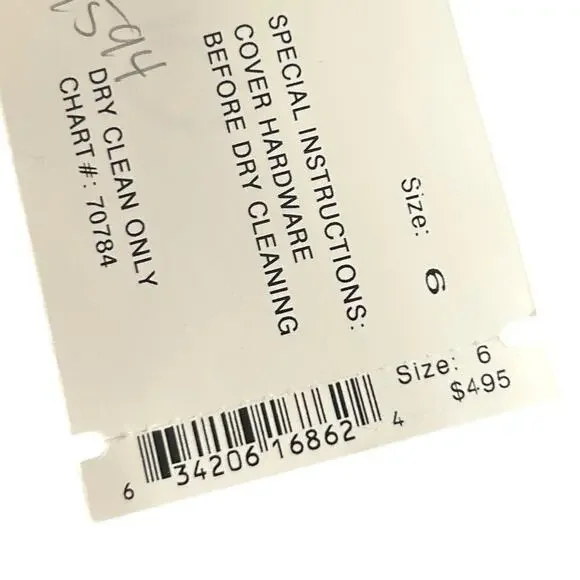 9594
Size: 6
SPECIAL INSTRUCTIONS:
COVER HARDWARE
BEFORE DRY CLEANING
DRY CLEAN ONLY
CHART #: 70784
Size: 6
$495
6 34206 16862 4